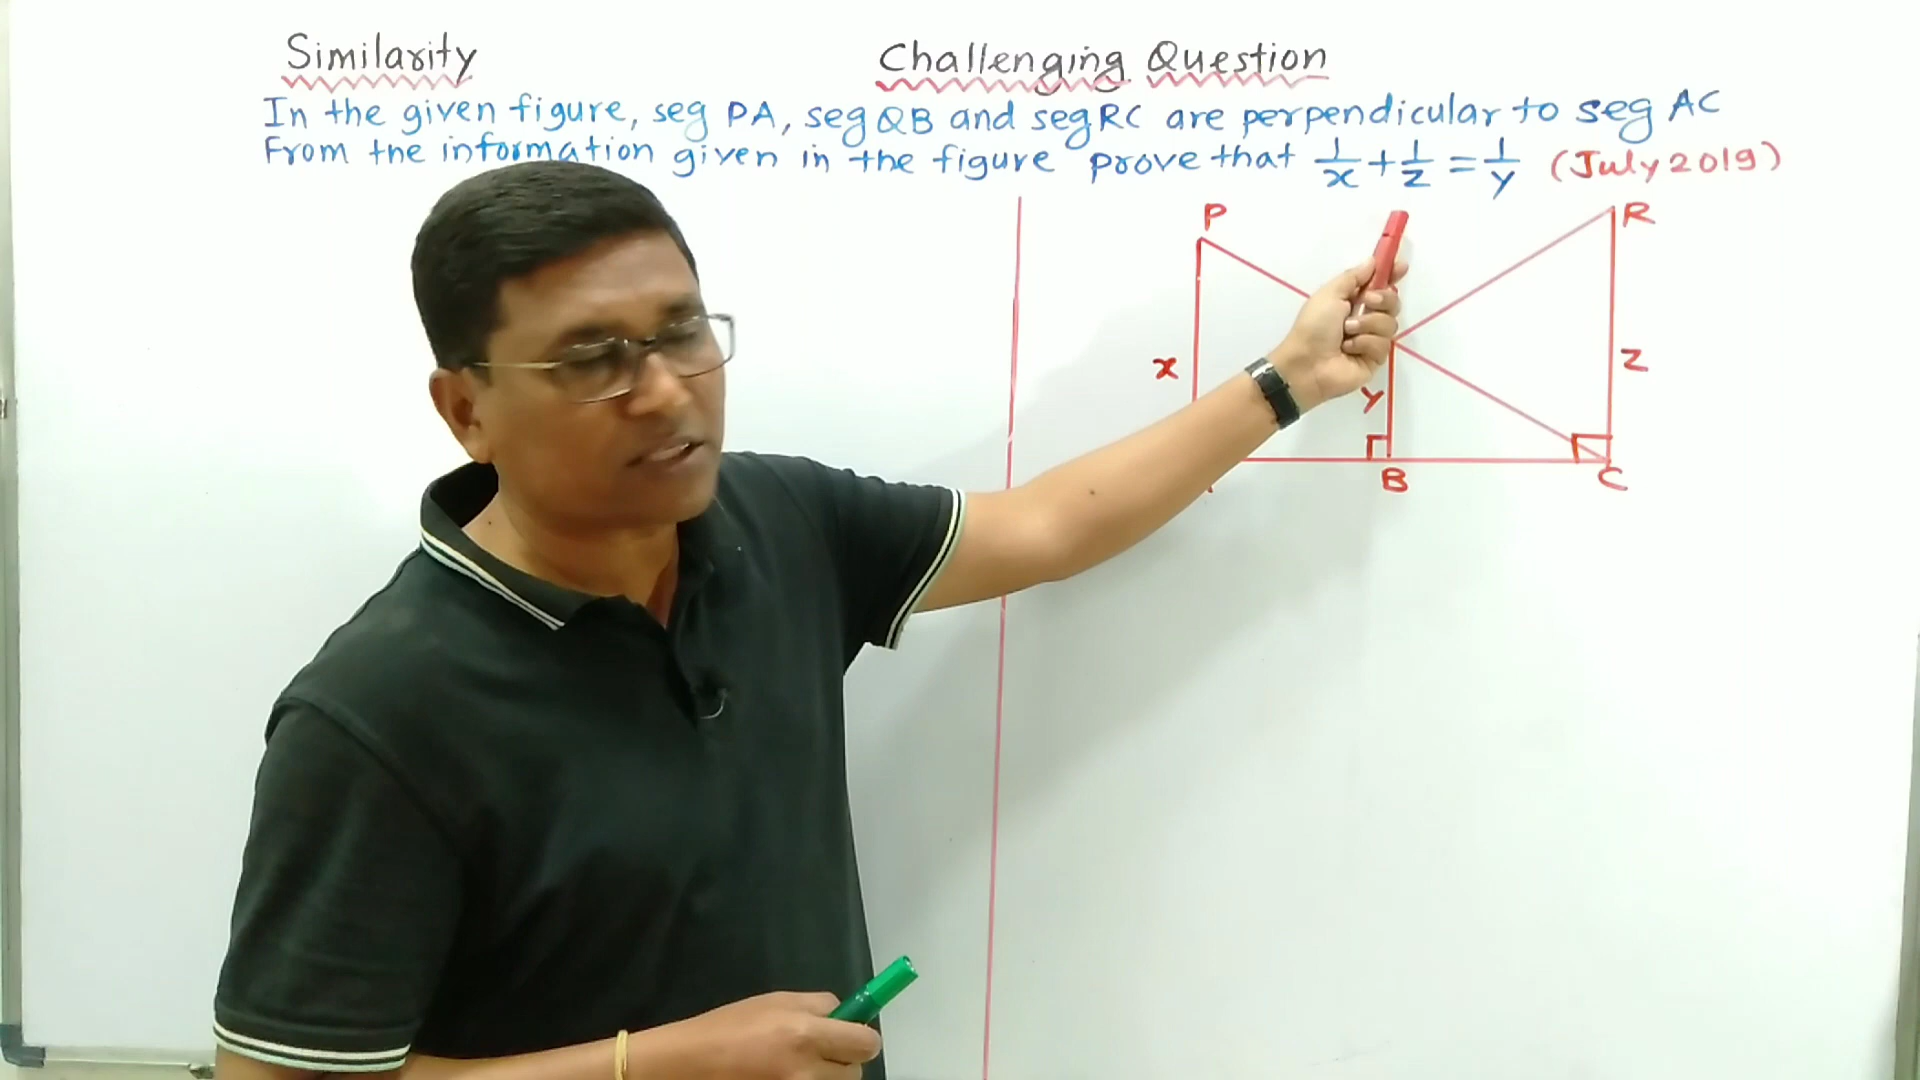 Similarity
Challenging Question
In the given figure, seg PA, seg QB and seg RC are perpendicular to seg AC
From the information given in the figure prove that 1/x + 1/z = 1/y (July 2019)
P
R
x
y
z
B
C